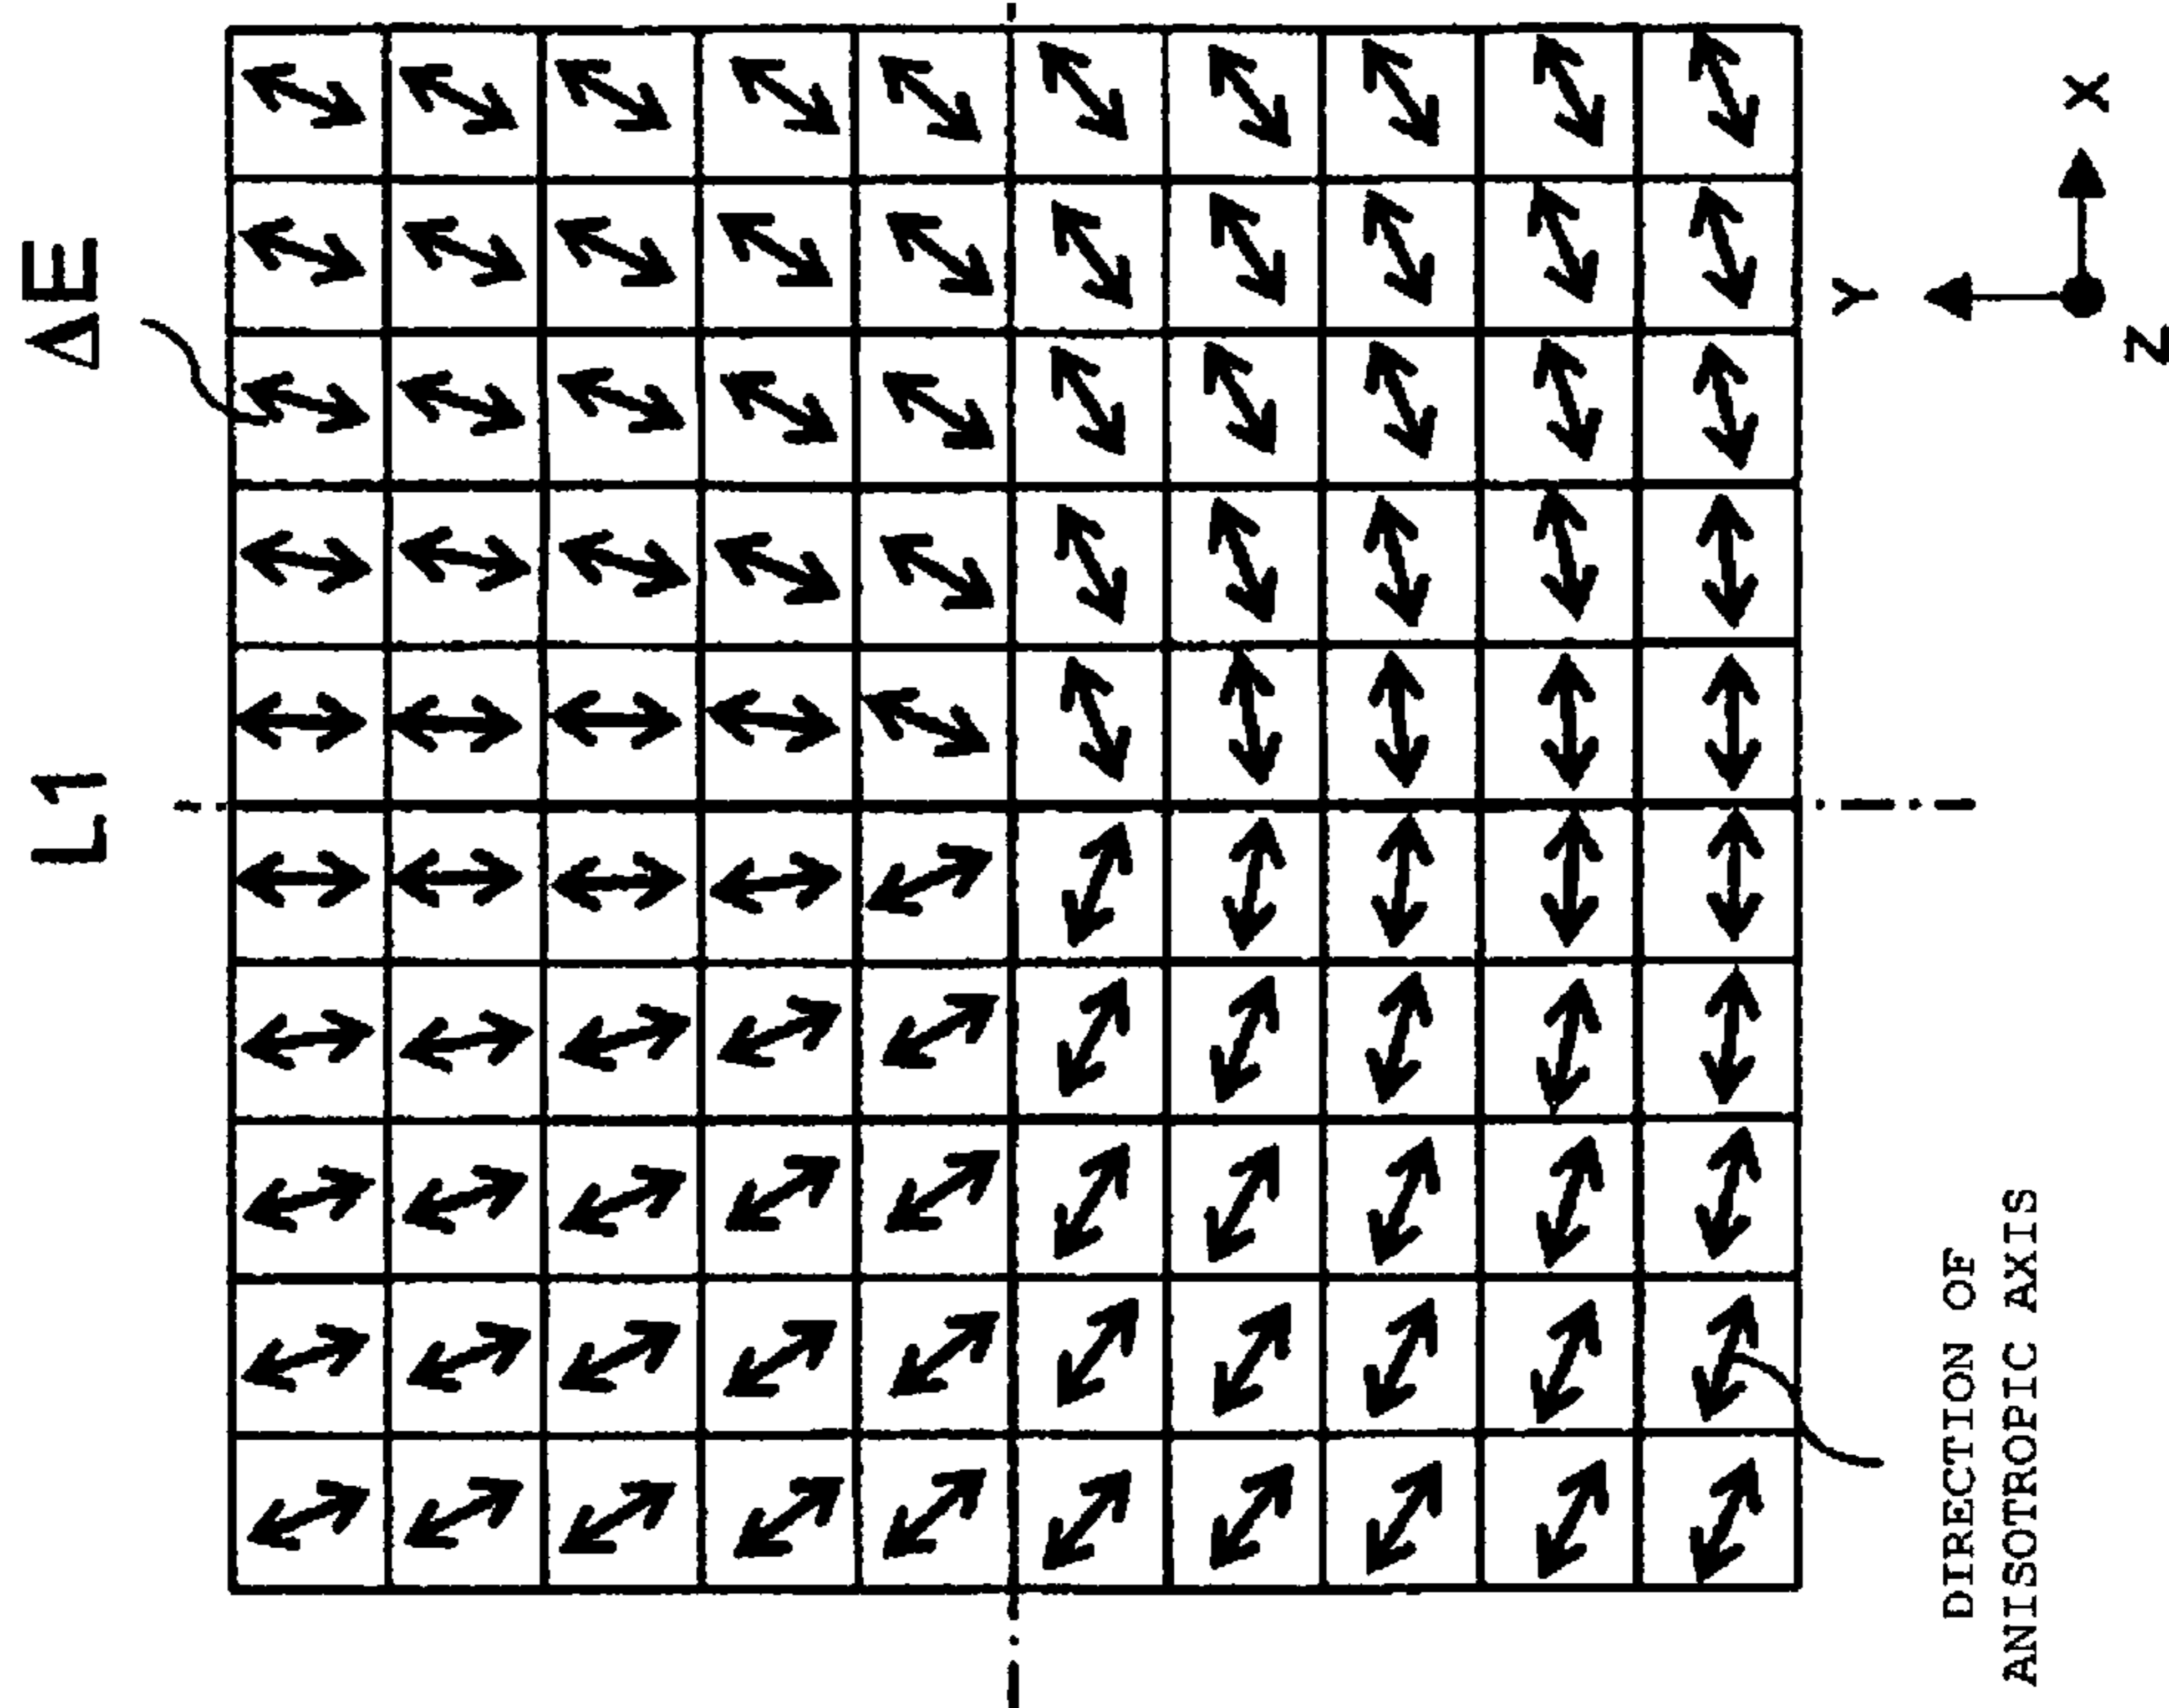 L1
ΔE
Y
DIRECTION OF
ANISOTROPIC AXIS
X
Z